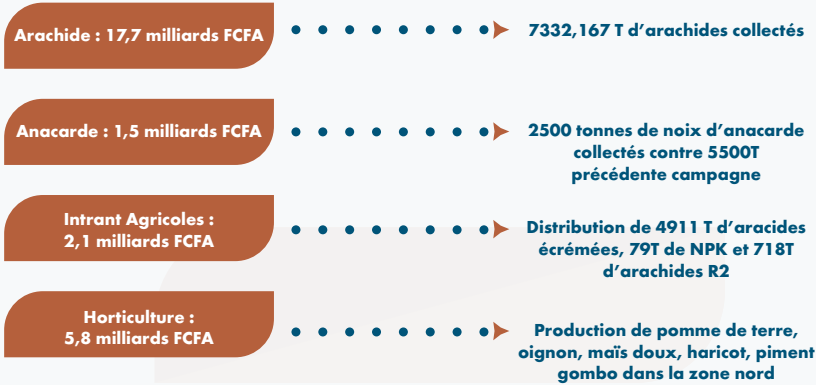 Arachide : 17,7 milliards FCFA
7332,167 T d'arachides collectés
Anacarde : 1,5 milliards FCFA
2500 tonnes de noix d'anacarde
collectés contre 5500T
précédente campagne
Intrant Agricoles :
2,1 milliards FCFA
Distribution de 4911 T d'aracides
écrémées, 79T de NPK et 718T
d'arachides R2
Horticulture :
5,8 milliards FCFA
Production de pomme de terre,
oignon, maïs doux, haricot, piment
gombo dans la zone nord